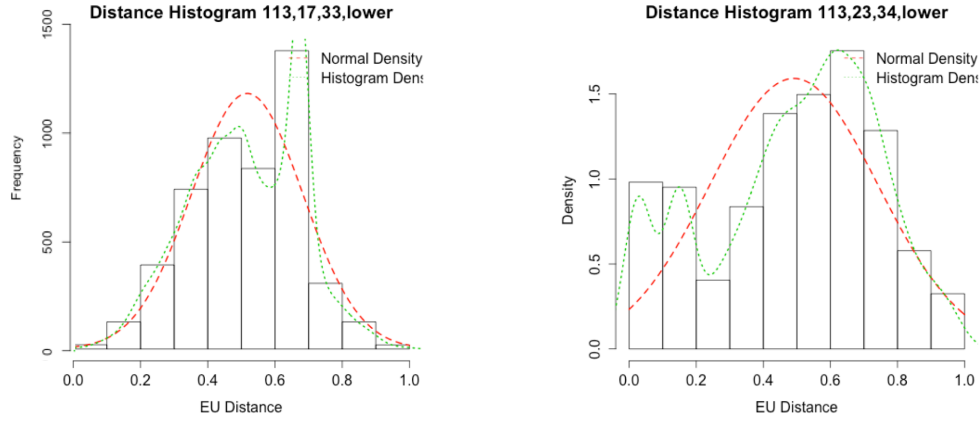 Distance Histogram 113,17,33,lower
Normal Density
Histogram Dens
Frequency
1500
1000
500
0
0.0 0.2 0.4 0.6 0.8 1.0
EU Distance
Distance Histogram 113,23,34,lower
Normal Density
Histogram Dens
Density
1.5
1.0
0.5
0.0
0.0 0.2 0.4 0.6 0.8 1.0
EU Distance